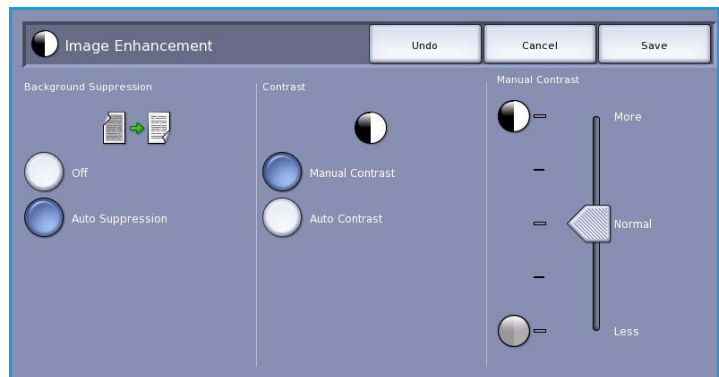 Image Enhancement
Undo
Cancel
Save
Background Suppression
Off
Auto Suppression
Contrast
Manual Contrast
Auto Contrast
Manual Contrast
More
Normal
Less